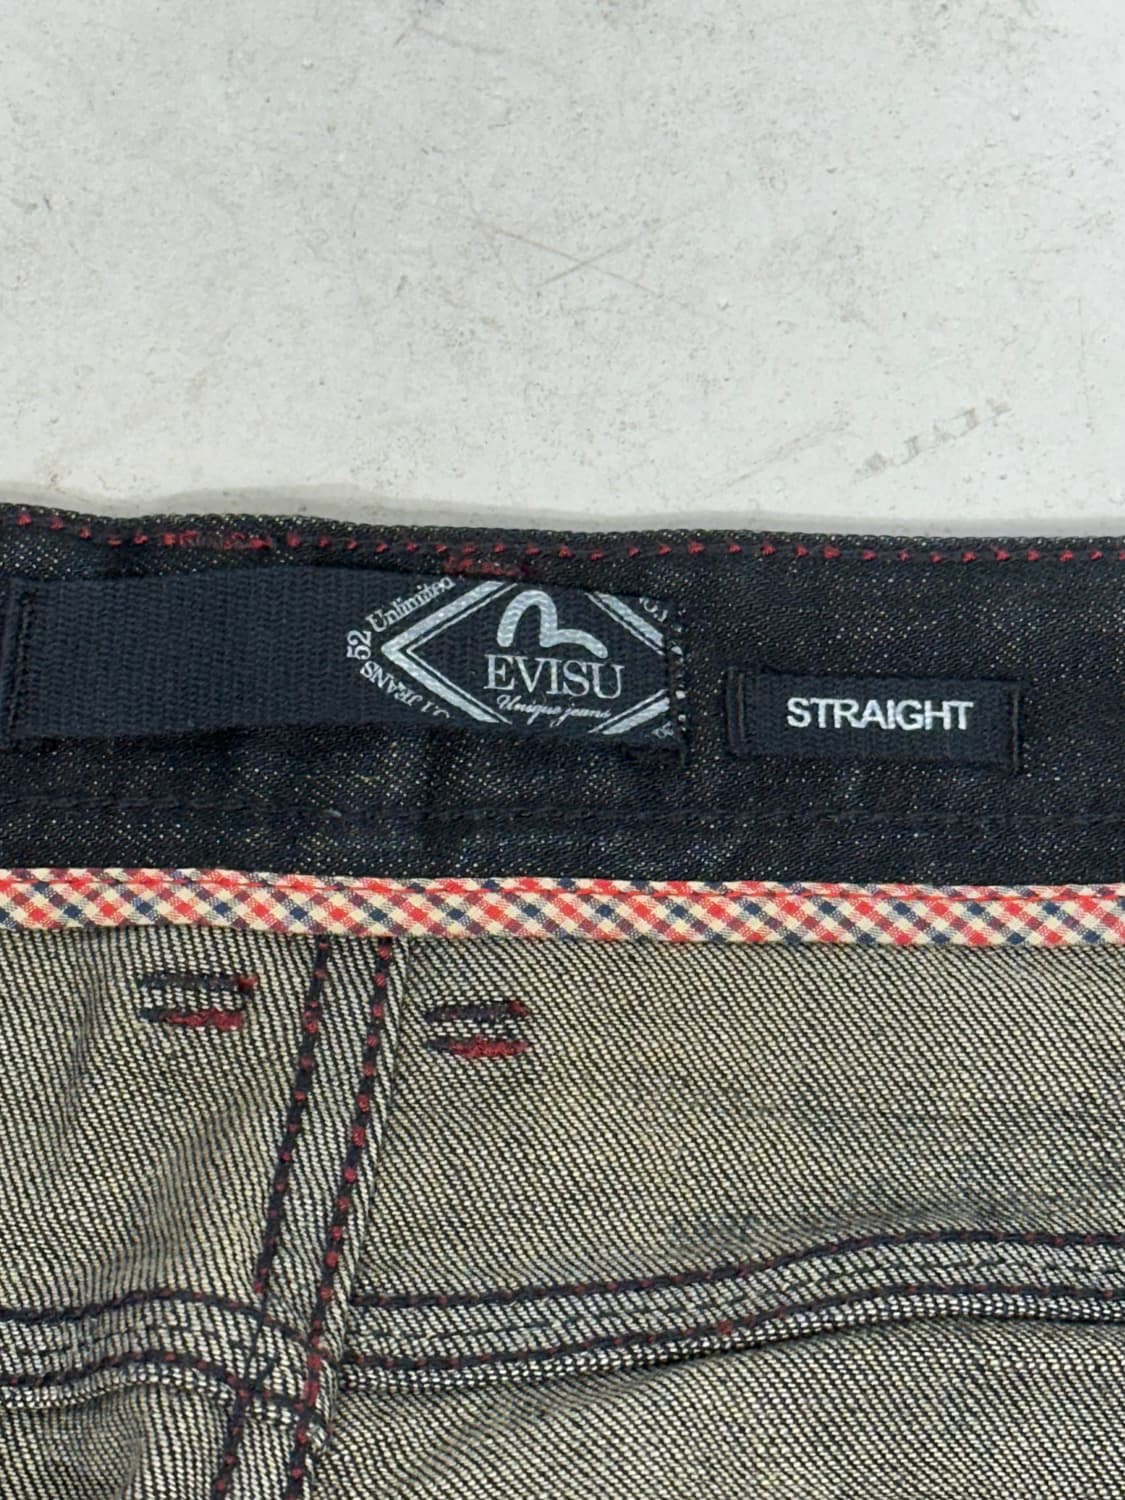 Unlimited
52
EVISU
Unique jeans
STRAIGHT